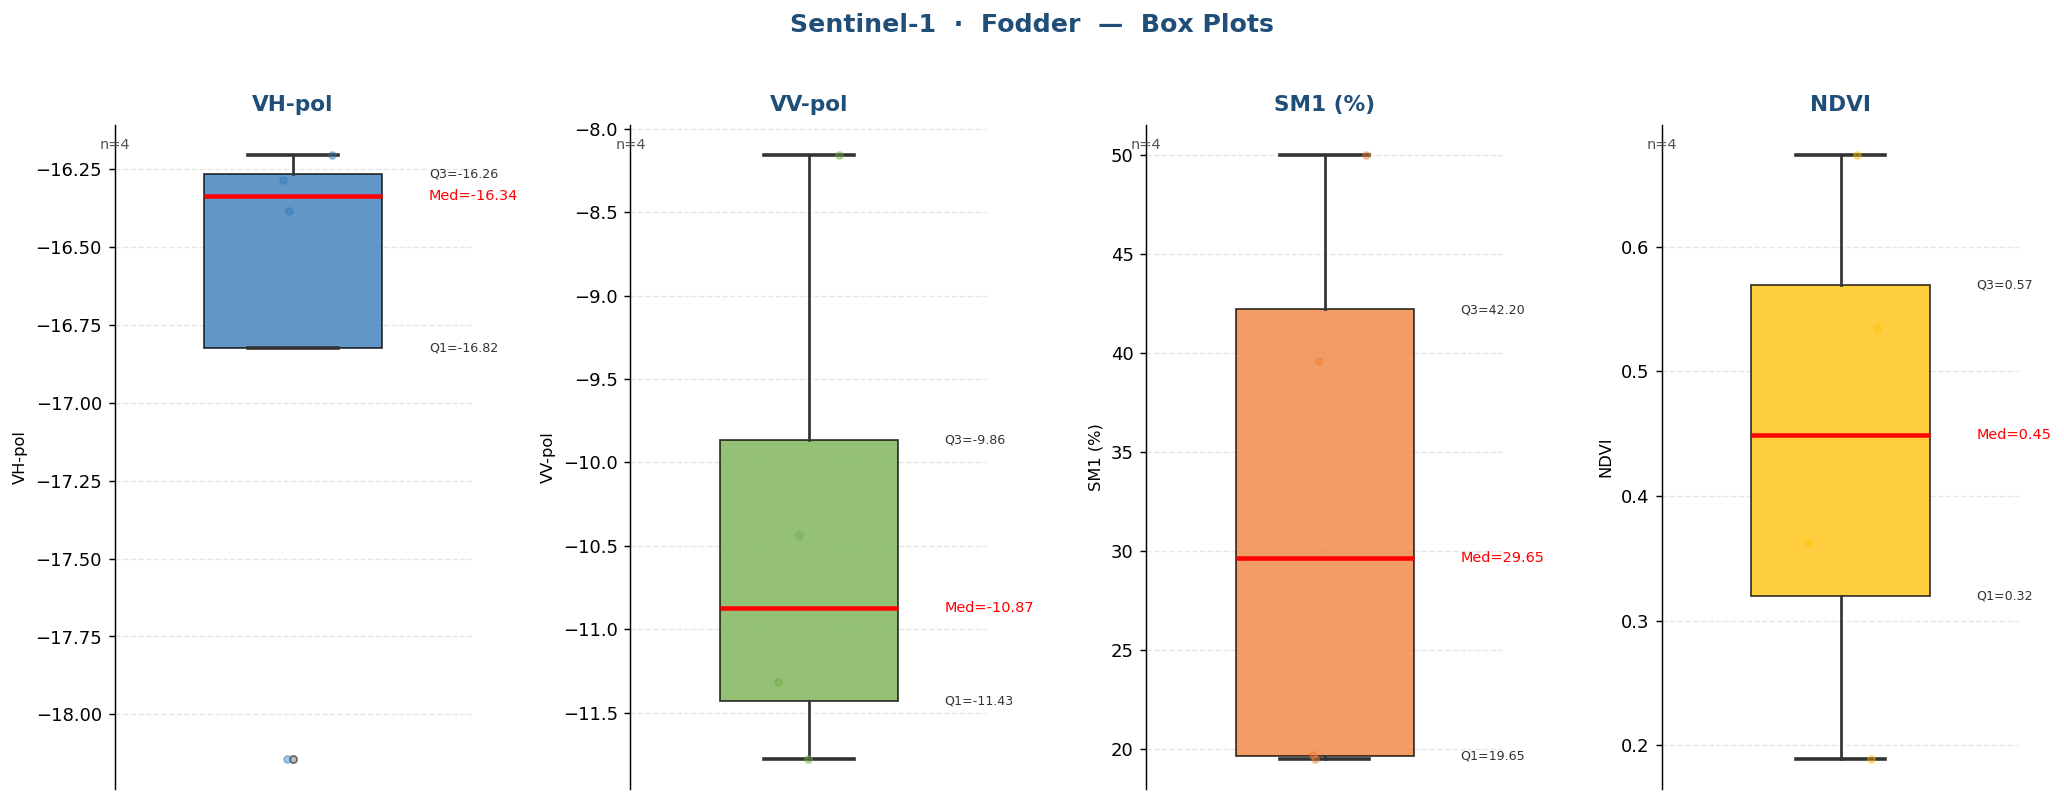 Sentinel-1 · Fodder — Box Plots
VH-pol
n=4
−16.25
−16.50
−16.75
−17.00
−17.25
−17.50
−17.75
−18.00
VH-pol
Q3=-16.26
Med=-16.34
Q1=-16.82
VV-pol
n=4
−8.0
−8.5
−9.0
−9.5
−10.0
−10.5
−11.0
−11.5
VV-pol
Q3=-9.86
Med=-10.87
Q1=-11.43
SM1 (%)
n=4
50
45
40
35
30
25
20
SM1 (%)
Q3=42.20
Med=29.65
Q1=19.65
NDVI
n=4
0.6
0.5
0.4
0.3
0.2
NDVI
Q3=0.57
Med=0.45
Q1=0.32